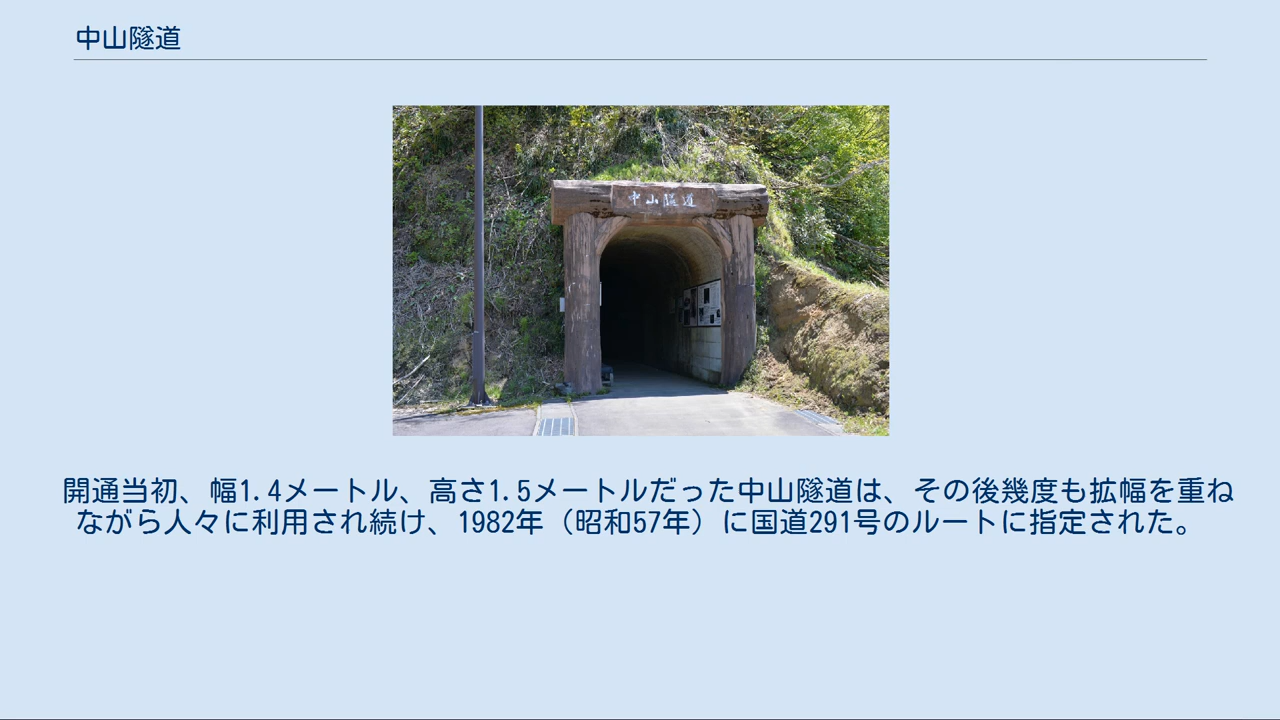 中山隧道
中山隧道
開通当初、幅1.4メートル、高さ1.5メートルだった中山隧道は、その後幾度も拡幅を重ね
ながら人々に利用され続け、1982年（昭和57年）に国道291号のルートに指定された。